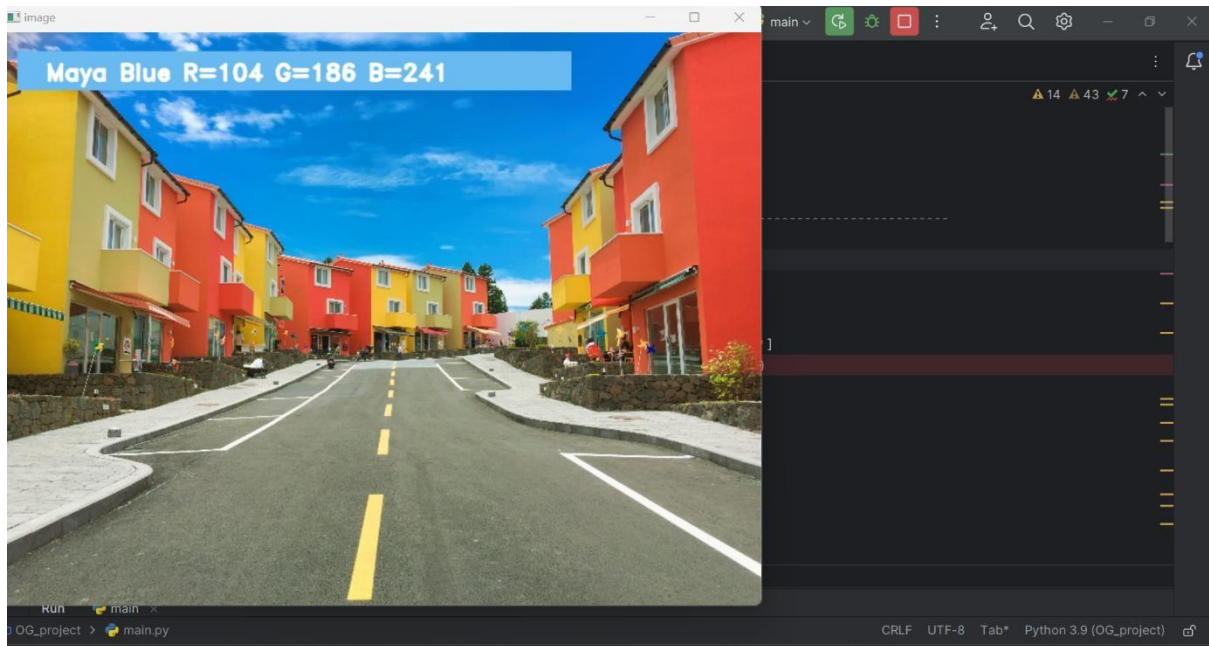 image
main
Maya Blue R=104 G=186 B=241
14 43 7
]
)
Run main
OG_project > main.py
CRLF UTF-8 Tab* Python 3.9 (OG_project)